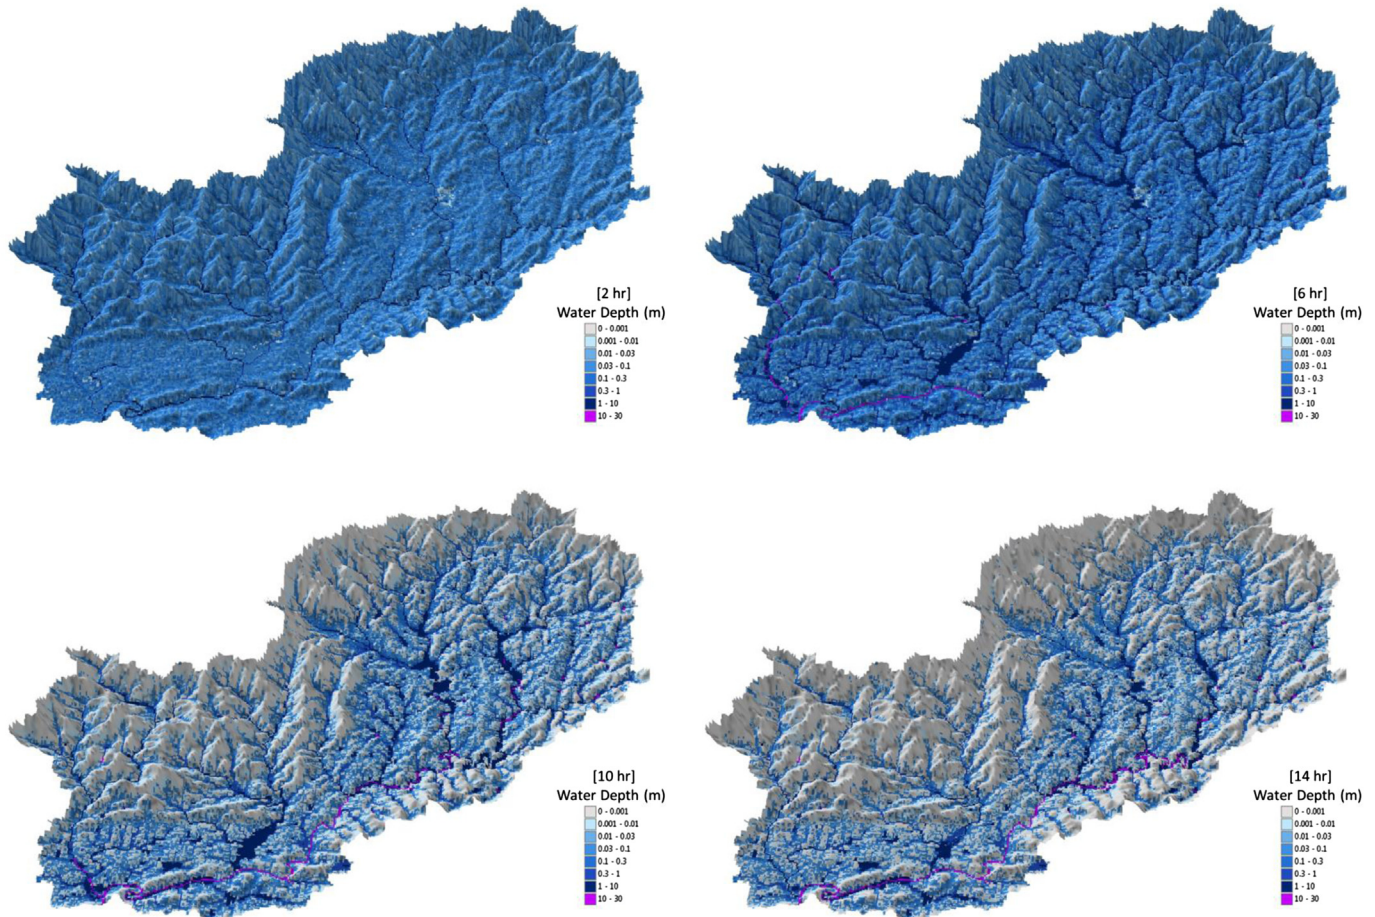 [2 hr]
Water Depth (m)
0 - 0.001
0.001 - 0.01
0.01 - 0.03
0.03 - 0.1
0.1 - 0.3
0.3 - 1
1 - 10
10 - 30
[6 hr]
Water Depth (m)
0 - 0.001
0.001 - 0.01
0.01 - 0.03
0.03 - 0.1
0.1 - 0.3
0.3 - 1
1 - 10
10 - 30
[10 hr]
Water Depth (m)
0 - 0.001
0.001 - 0.01
0.01 - 0.03
0.03 - 0.1
0.1 - 0.3
0.3 - 1
1 - 10
10 - 30
[14 hr]
Water Depth (m)
0 - 0.001
0.001 - 0.01
0.01 - 0.03
0.03 - 0.1
0.1 - 0.3
0.3 - 1
1 - 10
10 - 30